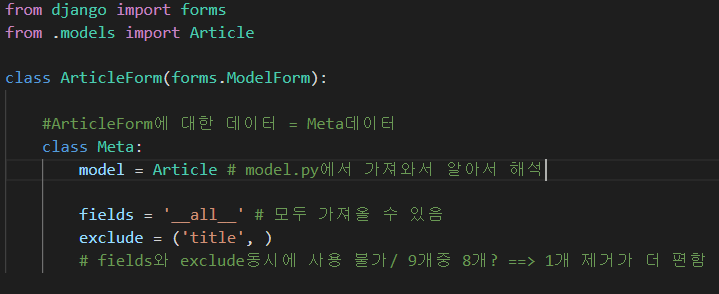 from django import forms
from .models import Article
class ArticleForm(forms.ModelForm):
#ArticleForm에 대한 데이터 = Meta데이터
class Meta:
model = Article # model.py에서 가져와서 알아서 해석
fields = '__all__' # 모두 가져올 수 있음
exclude = ('title', )
# fields와 exclude동시에 사용 불가/ 9개중 8개? ==> 1개 제거가 더 편함